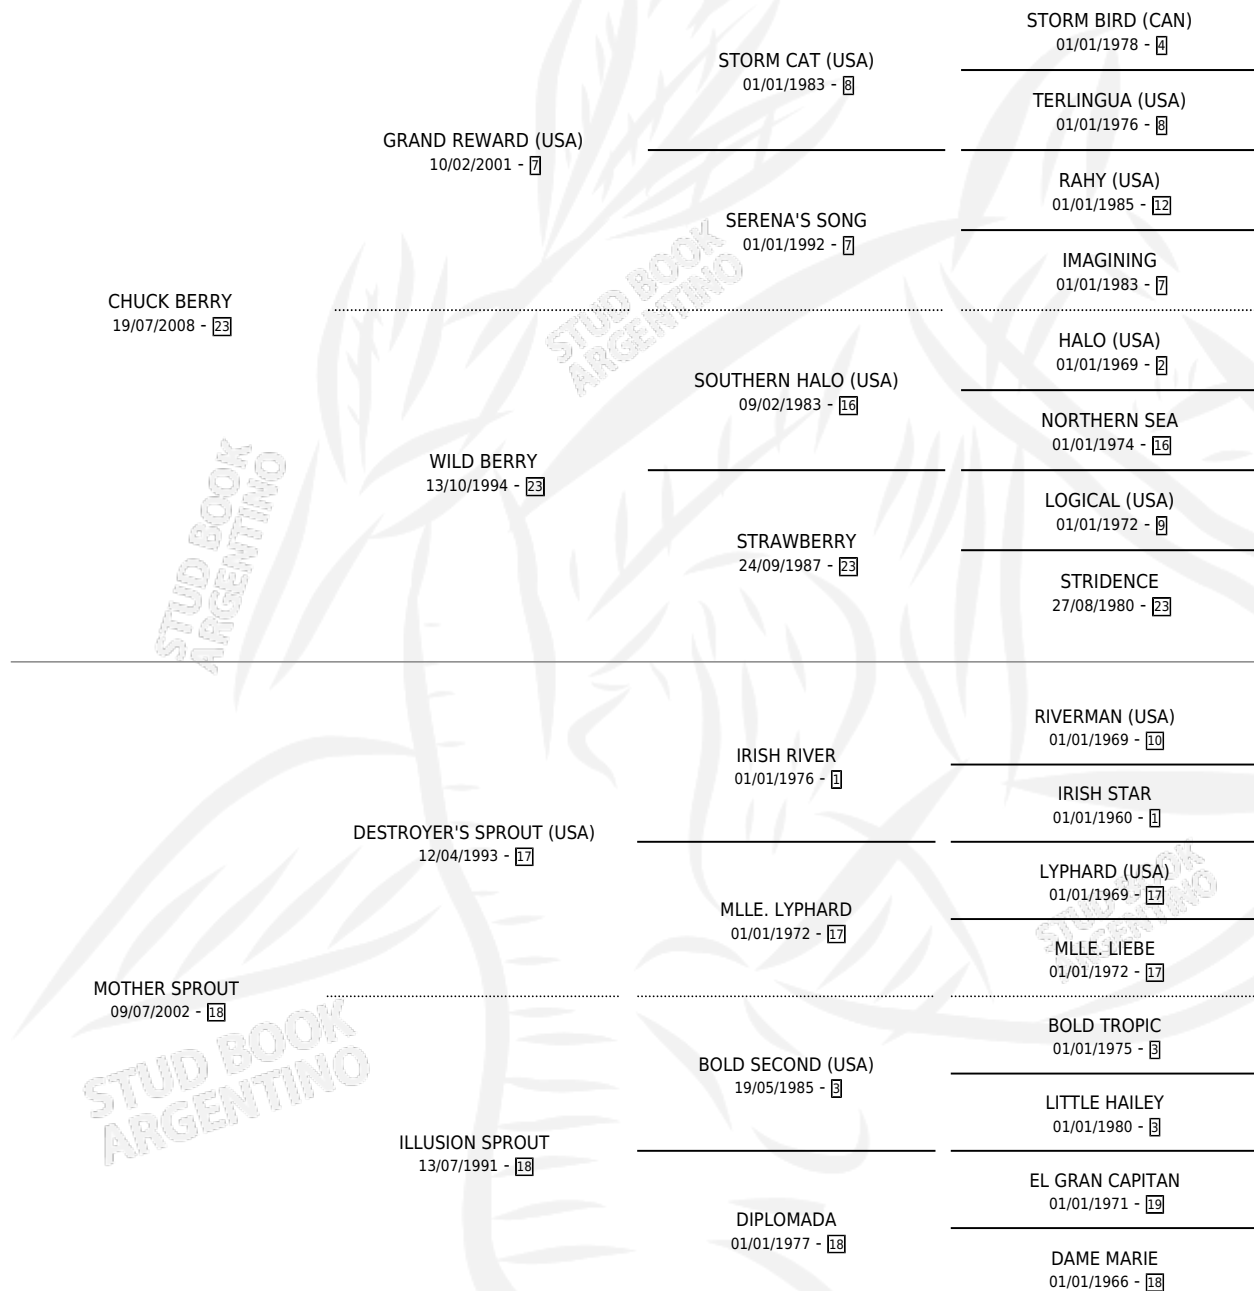 STORM BIRD (CAN)
01/01/1978 - 4
STORM CAT (USA)
01/01/1983 - 8
TERLINGUA (USA)
01/01/1976 - 8
GRAND REWARD (USA)
10/02/2001 - 7
RAHY (USA)
01/01/1985 - 12
SERENA'S SONG
01/01/1992 - 7
IMAGINING
01/01/1983 - 7
CHUCK BERRY
19/07/2008 - 23
HALO (USA)
01/01/1969 - 2
SOUTHERN HALO (USA)
09/02/1983 - 16
NORTHERN SEA
01/01/1974 - 16
WILD BERRY
13/10/1994 - 23
LOGICAL (USA)
01/01/1972 - 9
STRAWBERRY
24/09/1987 - 23
STRIDENCE
27/08/1980 - 23
RIVERMAN (USA)
01/01/1969 - 10
IRISH RIVER
01/01/1976 - 1
IRISH STAR
01/01/1960 - 1
DESTROYER'S SPROUT (USA)
12/04/1993 - 17
LYPHARD (USA)
01/01/1969 - 17
MLLE. LYPHARD
01/01/1972 - 17
MLLE. LIEBE
01/01/1972 - 17
MOTHER SPROUT
09/07/2002 - 18
BOLD TROPIC
01/01/1975 - 3
BOLD SECOND (USA)
19/05/1985 - 3
LITTLE HAILEY
01/01/1980 - 3
ILLUSION SPROUT
13/07/1991 - 18
EL GRAN CAPITAN
01/01/1971 - 19
DIPLOMADA
01/01/1977 - 18
DAME MARIE
01/01/1966 - 18
STUD BOOK
ARGENTINO
STUD BOOK
ARGENTINO
STUD BOOK
ARGENTINO
STUD BOOK
ARGENTINO